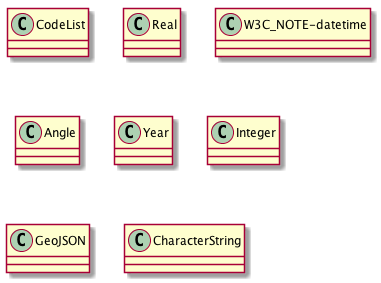 C CodeList
C Real
C W3C_NOTE-datetime
C Angle
C Year
C Integer
C GeoJSON
C CharacterString